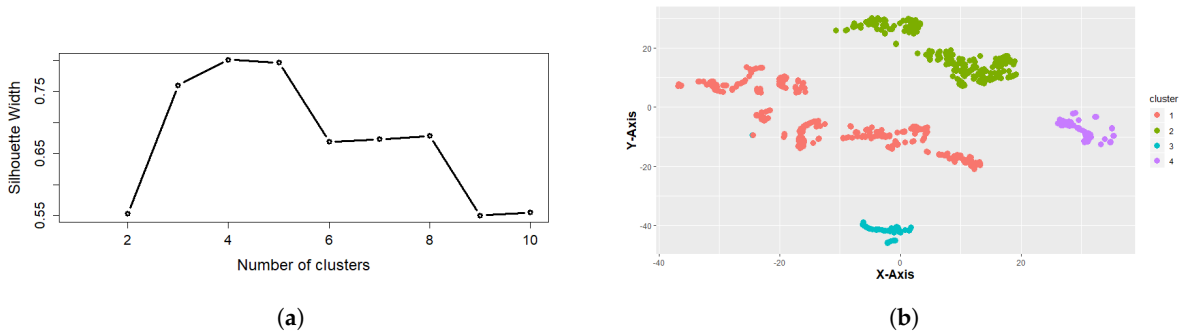 Silhouette Width
0.75
0.65
0.55
2 4 6 8 10
Number of clusters
(a)
Y-Axis
20
0
-20
-40
-40 -20 0 20
X-Axis
cluster
1
2
3
4
(b)